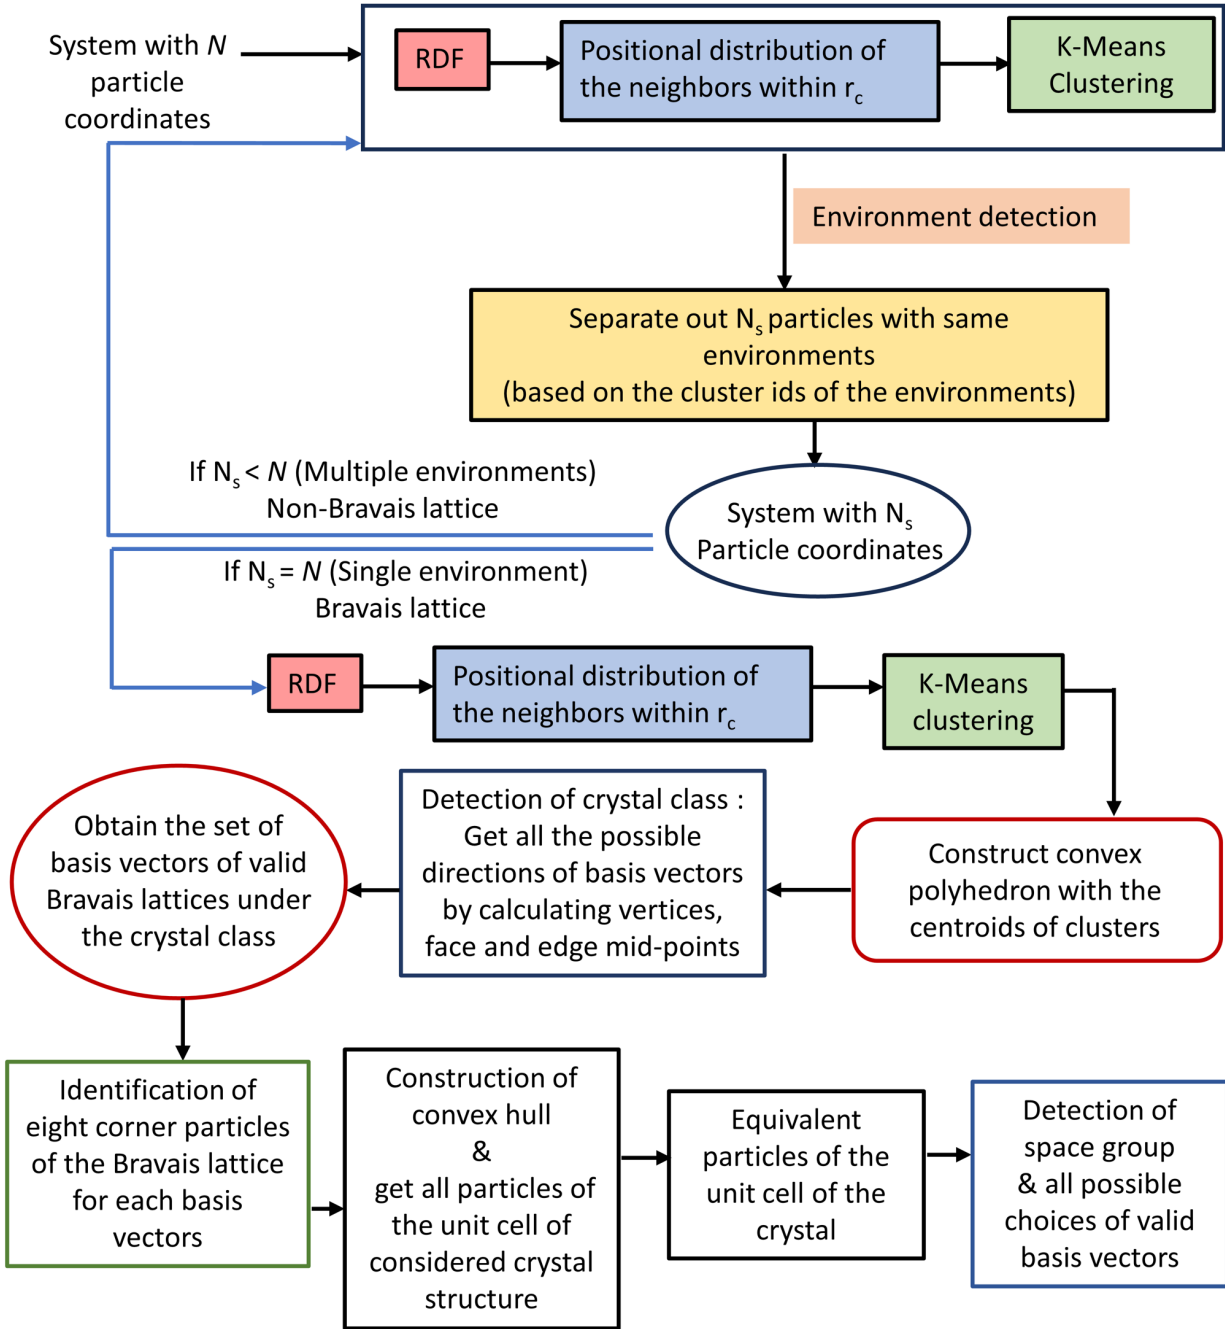 System with N
particle
coordinates
RDF
Positional distribution of
the neighbors within r_c
K-Means
Clustering
Environment detection
Separate out N_s particles with same
environments
(based on the cluster ids of the environments)
If N_s < N (Multiple environments)
Non-Bravais lattice
System with N_s
Particle coordinates
If N_s = N (Single environment)
Bravais lattice
RDF
Positional distribution of
the neighbors within r_c
K-Means
clustering
Construct convex
polyhedron with the
centroids of clusters
Detection of crystal class :
Get all the possible
directions of basis vectors
by calculating vertices,
face and edge mid-points
Obtain the set of
basis vectors of valid
Bravais lattices under
the crystal class
Identification of
eight corner particles
of the Bravais lattice
for each basis
vectors
Construction of
convex hull
&
get all particles of
the unit cell of
considered crystal
structure
Equivalent
particles of the
unit cell of the
crystal
Detection of
space group
& all possible
choices of valid
basis vectors